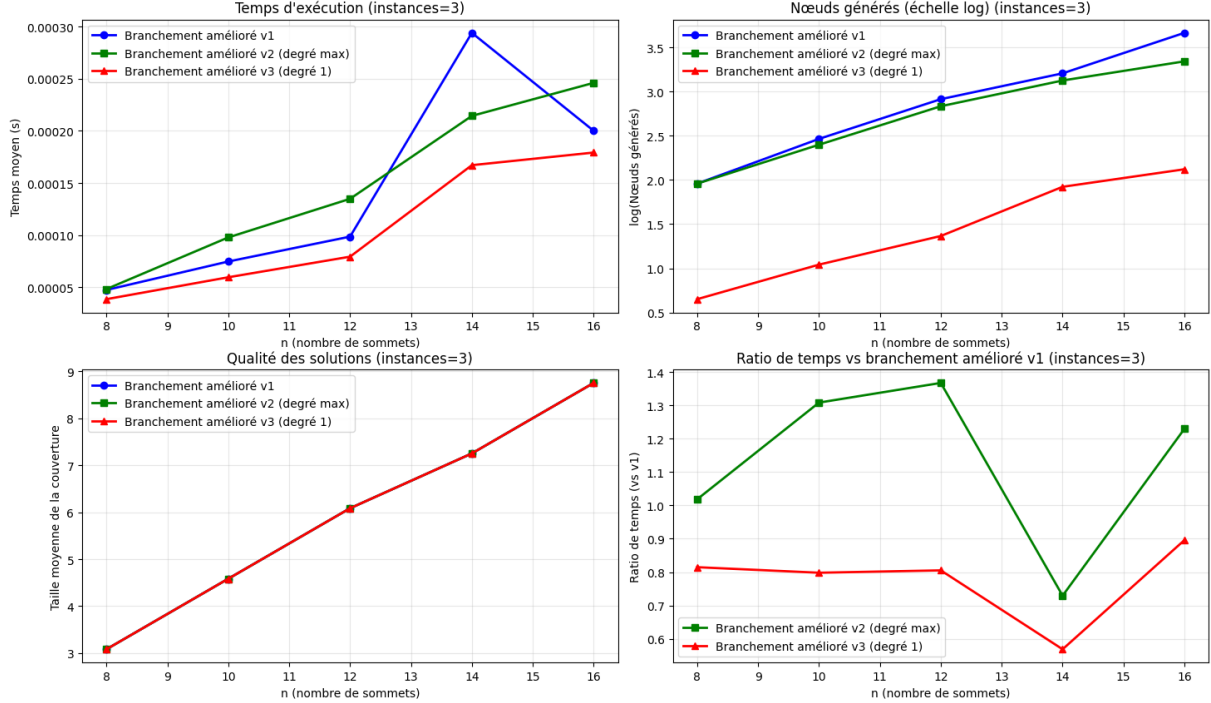 Temps d'exécution (instances=3)
Temps moyen (s)
0.00030
0.00025
0.00020
0.00015
0.00010
0.00005
Branchement amélioré v1
Branchement amélioré v2 (degré max)
Branchement amélioré v3 (degré 1)
8 9 10 11 12 13 14 15 16
n (nombre de sommets)
Nœuds générés (échelle log) (instances=3)
log(Nœuds générés)
3.5
3.0
2.5
2.0
1.5
1.0
0.5
Branchement amélioré v1
Branchement amélioré v2 (degré max)
Branchement amélioré v3 (degré 1)
8 9 10 11 12 13 14 15 16
n (nombre de sommets)
Qualité des solutions (instances=3)
Taille moyenne de la couverture
9
8
7
6
5
4
3
Branchement amélioré v1
Branchement amélioré v2 (degré max)
Branchement amélioré v3 (degré 1)
8 9 10 11 12 13 14 15 16
n (nombre de sommets)
Ratio de temps vs branchement amélioré v1 (instances=3)
Ratio de temps (vs v1)
1.4
1.3
1.2
1.1
1.0
0.9
0.8
0.7
0.6
Branchement amélioré v2 (degré max)
Branchement amélioré v3 (degré 1)
8 9 10 11 12 13 14 15 16
n (nombre de sommets)